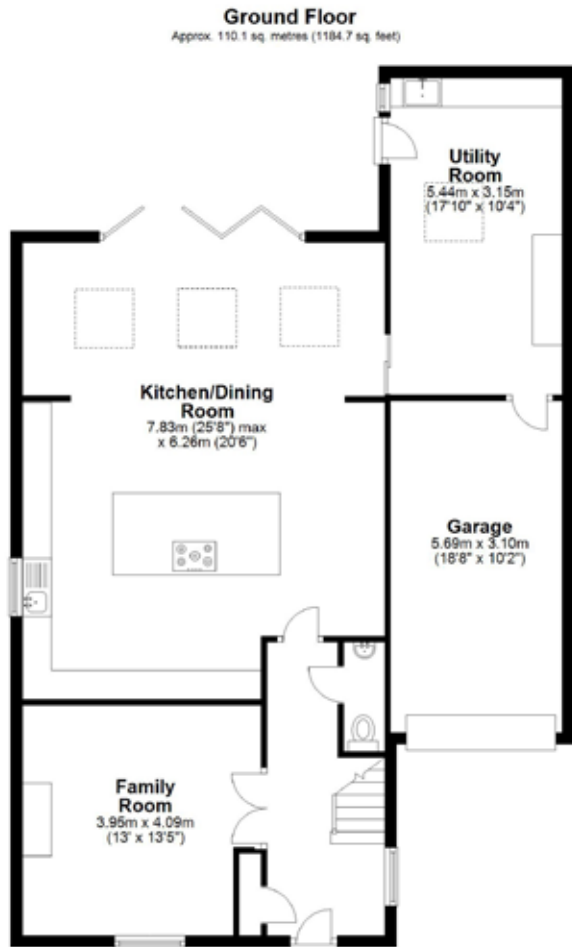 Ground Floor
Approx. 110.1 sq. metres (1184.7 sq. feet)
Utility
Room
5.44m x 3.15m
(17'10" x 10'4")
Kitchen/Dining
Room
7.83m (25'8") max
x 6.26m (20'6")
Garage
5.69m x 3.10m
(18'8" x 10'2")
Family
Room
3.95m x 4.09m
(13' x 13'5")